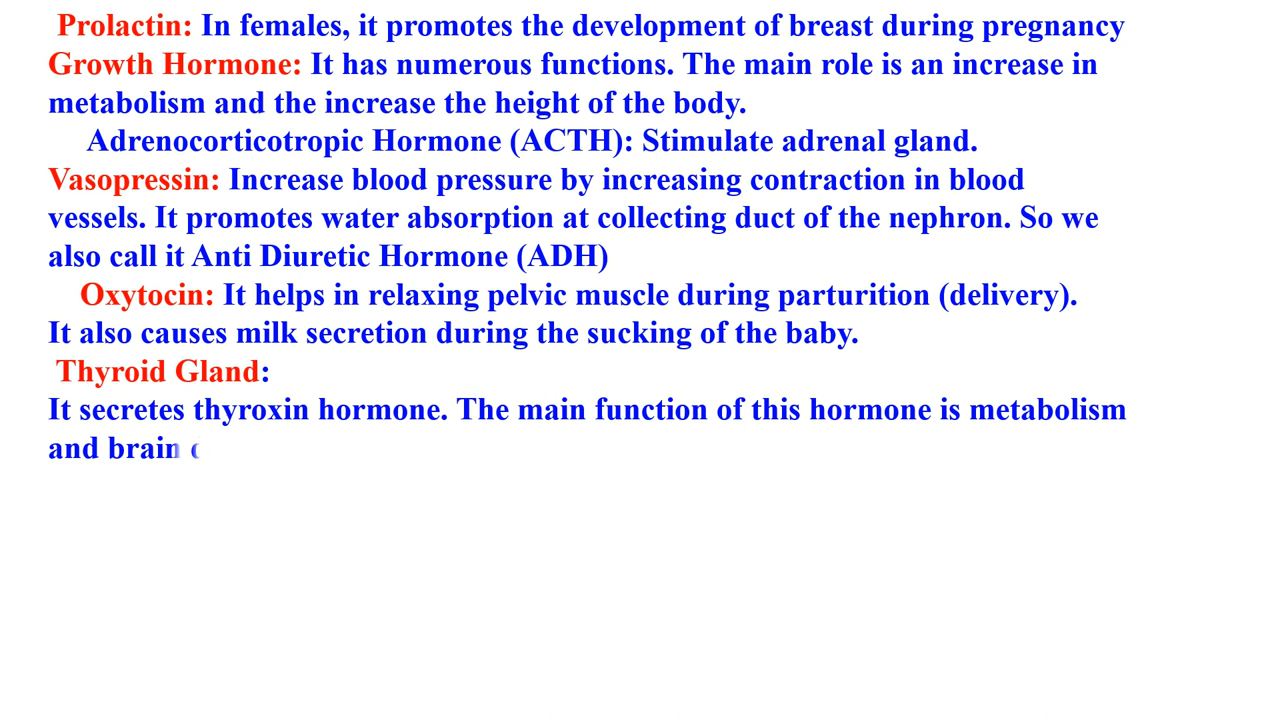 Prolactin: In females, it promotes the development of breast during pregnancy
Growth Hormone: It has numerous functions. The main role is an increase in
metabolism and the increase the height of the body.
Adrenocorticotropic Hormone (ACTH): Stimulate adrenal gland.
Vasopressin: Increase blood pressure by increasing contraction in blood
vessels. It promotes water absorption at collecting duct of the nephron. So we
also call it Anti Diuretic Hormone (ADH)
Oxytocin: It helps in relaxing pelvic muscle during parturition (delivery).
It also causes milk secretion during the sucking of the baby.
Thyroid Gland:
It secretes thyroxin hormone. The main function of this hormone is metabolism
and brain